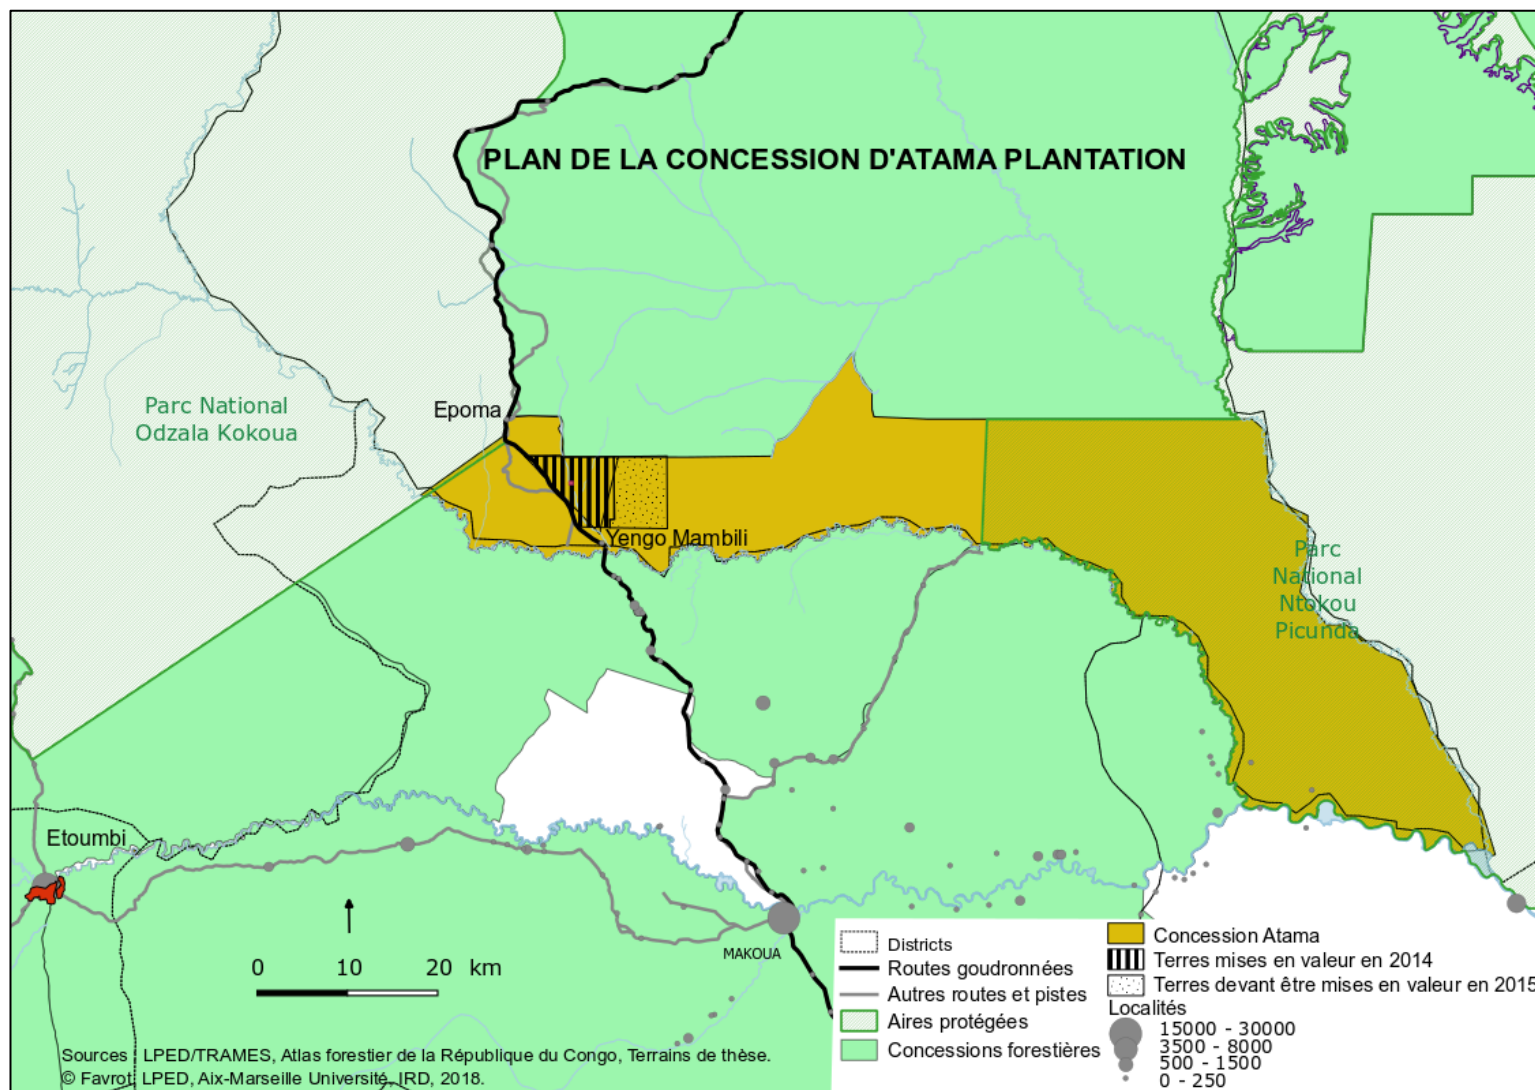 PLAN DE LA CONCESSION D'ATAMA PLANTATION
Parc National
Odzala Kokoua
Epoma
Yengo Mambili
Parc
National
Ntokou
Picunda
Etoumbi
MAKOUA
0 10 20 km
Districts
Routes goudronnées
Autres routes et pistes
Aires protégées
Concessions forestières
Concession Atama
Terres mises en valeur en 2014
Terres devant être mises en valeur en 2015
Localités
15000 - 30000
3500 - 8000
500 - 1500
0 - 250
Sources : LPED/TRAMES, Atlas forestier de la République du Congo, Terrains de thèse.
© Favrot, LPED, Aix-Marseille Université, IRD, 2018.